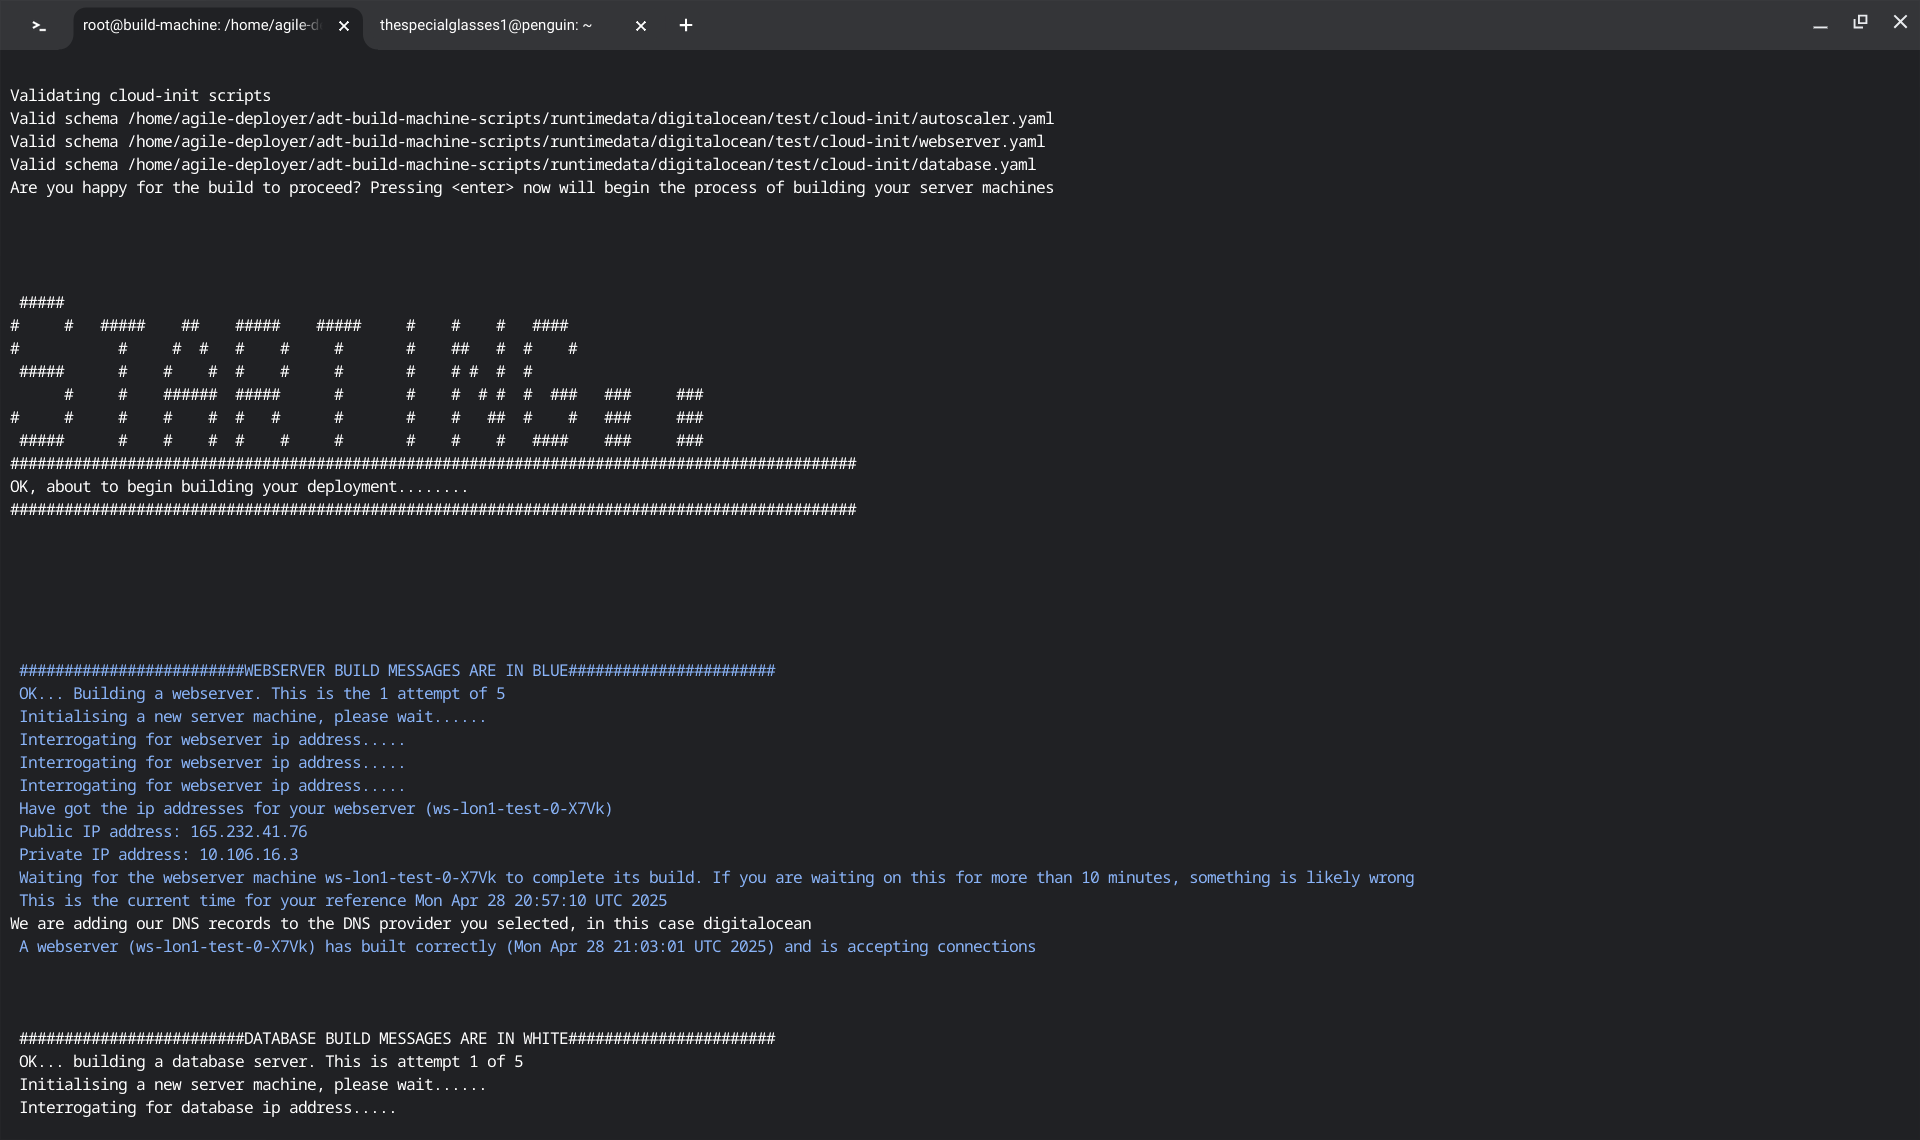 root@build-machine: /home/agile-d
thespecialglasses1@penguin: ~
Validating cloud-init scripts
Valid schema /home/agile-deployer/adt-build-machine-scripts/runtimedata/digitalocean/test/cloud-init/autoscaler.yaml
Valid schema /home/agile-deployer/adt-build-machine-scripts/runtimedata/digitalocean/test/cloud-init/webserver.yaml
Valid schema /home/agile-deployer/adt-build-machine-scripts/runtimedata/digitalocean/test/cloud-init/database.yaml
Are you happy for the build to proceed? Pressing <enter> now will begin the process of building your server machines
STARTING..
##############################################################################################
OK, about to begin building your deployment........
##############################################################################################
#########################WEBSERVER BUILD MESSAGES ARE IN BLUE#######################
OK... Building a webserver. This is the 1 attempt of 5
Initialising a new server machine, please wait......
Interrogating for webserver ip address.....
Interrogating for webserver ip address.....
Interrogating for webserver ip address.....
Have got the ip addresses for your webserver (ws-lon1-test-0-X7Vk)
Public IP address: 165.232.41.76
Private IP address: 10.106.16.3
Waiting for the webserver machine ws-lon1-test-0-X7Vk to complete its build. If you are waiting on this for more than 10 minutes, something is likely wrong
This is the current time for your reference Mon Apr 28 20:57:10 UTC 2025
We are adding our DNS records to the DNS provider you selected, in this case digitalocean
A webserver (ws-lon1-test-0-X7Vk) has built correctly (Mon Apr 28 21:03:01 UTC 2025) and is accepting connections
#########################DATABASE BUILD MESSAGES ARE IN WHITE#######################
OK... building a database server. This is attempt 1 of 5
Initialising a new server machine, please wait......
Interrogating for database ip address.....